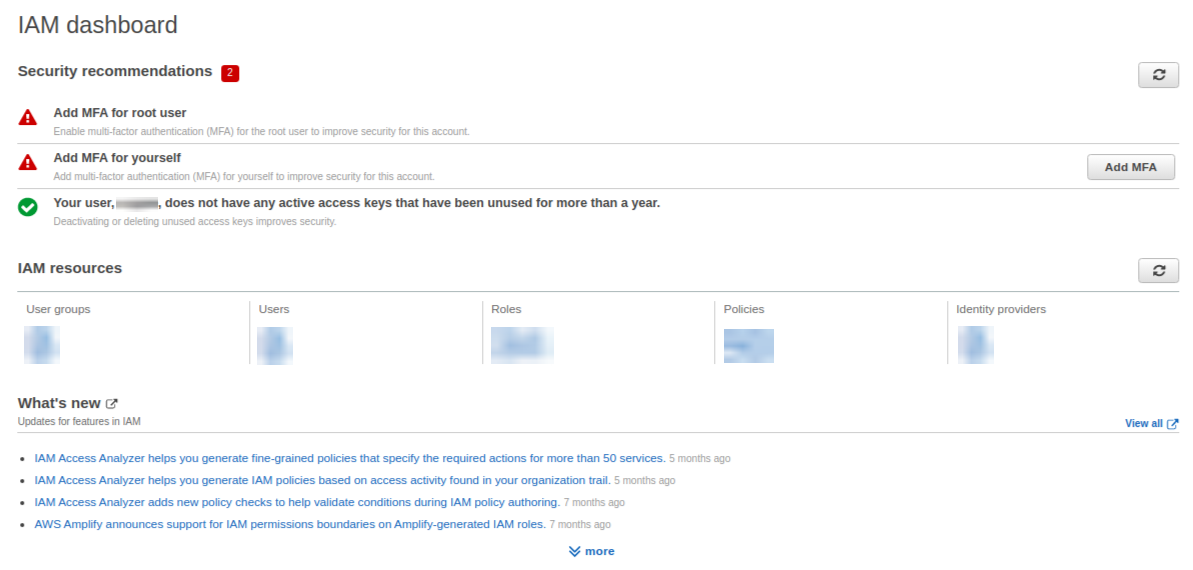 IAM dashboard
Security recommendations 2
Add MFA for root user
Enable multi-factor authentication (MFA) for the root user to improve security for this account.
Add MFA for yourself
Add multi-factor authentication (MFA) for yourself to improve security for this account.
Add MFA
Your user, , does not have any active access keys that have been unused for more than a year.
Deactivating or deleting unused access keys improves security.
IAM resources
User groups
Users
Roles
Policies
Identity providers
What's new
Updates for features in IAM
View all
IAM Access Analyzer helps you generate fine-grained policies that specify the required actions for more than 50 services. 5 months ago
IAM Access Analyzer helps you generate IAM policies based on access activity found in your organization trail. 5 months ago
IAM Access Analyzer adds new policy checks to help validate conditions during IAM policy authoring. 7 months ago
AWS Amplify announces support for IAM permissions boundaries on Amplify-generated IAM roles. 7 months ago
more